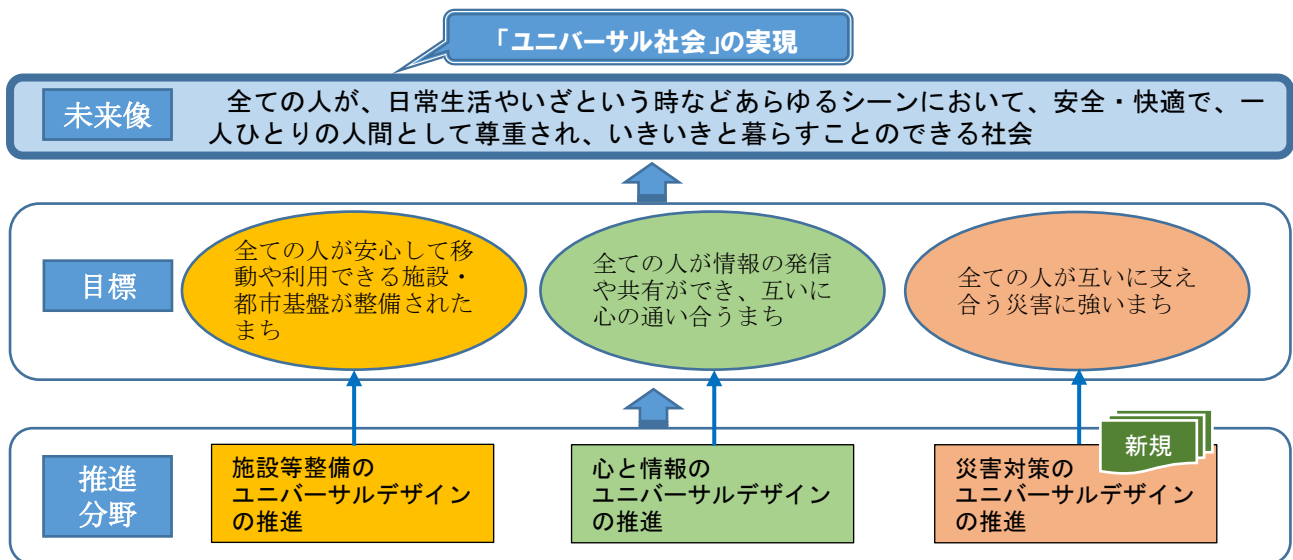 「ユニバーサル社会」の実現
未来像
全ての人が、日常生活やいざという時などあらゆるシーンにおいて、安全・快適で、一
人ひとりの人間として尊重され、いきいきと暮らすことのできる社会
目標
全ての人が安心して移
動や利用できる施設・
都市基盤が整備された
まち
全ての人が情報の発信
や共有ができ、互いに
心の通い合うまち
全ての人が互いに支え
合う災害に強いまち
推進
分野
施設等整備の
ユニバーサルデザイン
の推進
心と情報の
ユニバーサルデザイン
の推進
新規
災害対策の
ユニバーサルデザイン
の推進